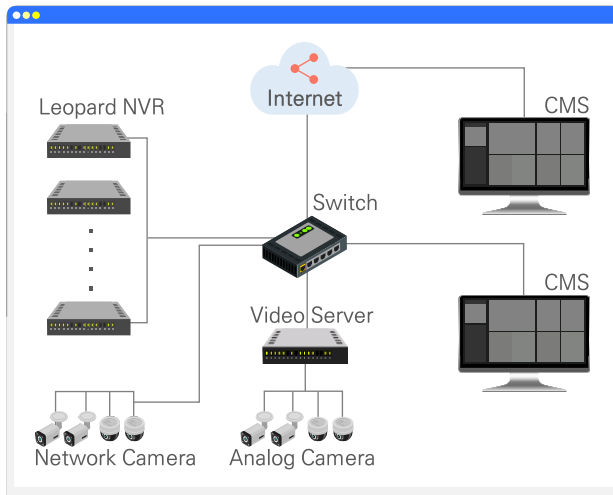 Internet
Leopard NVR
CMS
Switch
CMS
Video Server
Network Camera
Analog Camera